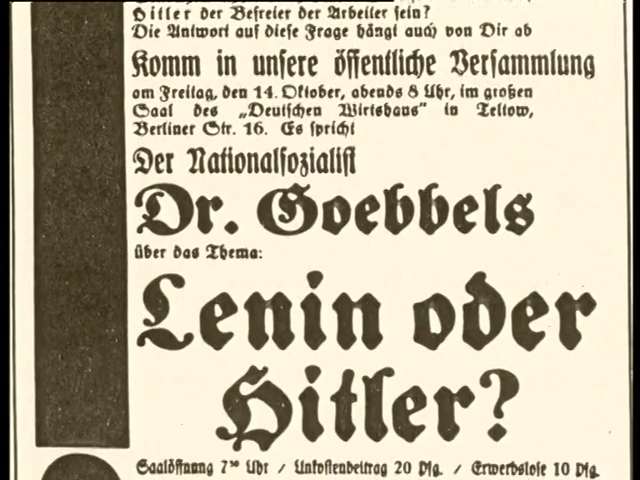 Hitler der Befreier der Arbeiter sein?
Die Antwort auf diese Frage hängt auch von Dir ab
Komm in unsere öffentliche Versammlung
am Freitag, den 14. Oktober, abends 8 Uhr, im großen
Saal des „Deutschen Wirtshaus“ in Teltow,
Berliner Str. 16. Es spricht
Der Nationalsozialist
Dr. Goebbels
über das Thema:
Lenin oder
Hitler?
Saalöffnung 7³⁰ Uhr / Unkostenbeitrag 20 Pfg. / Erwerbslose 10 Pfg.